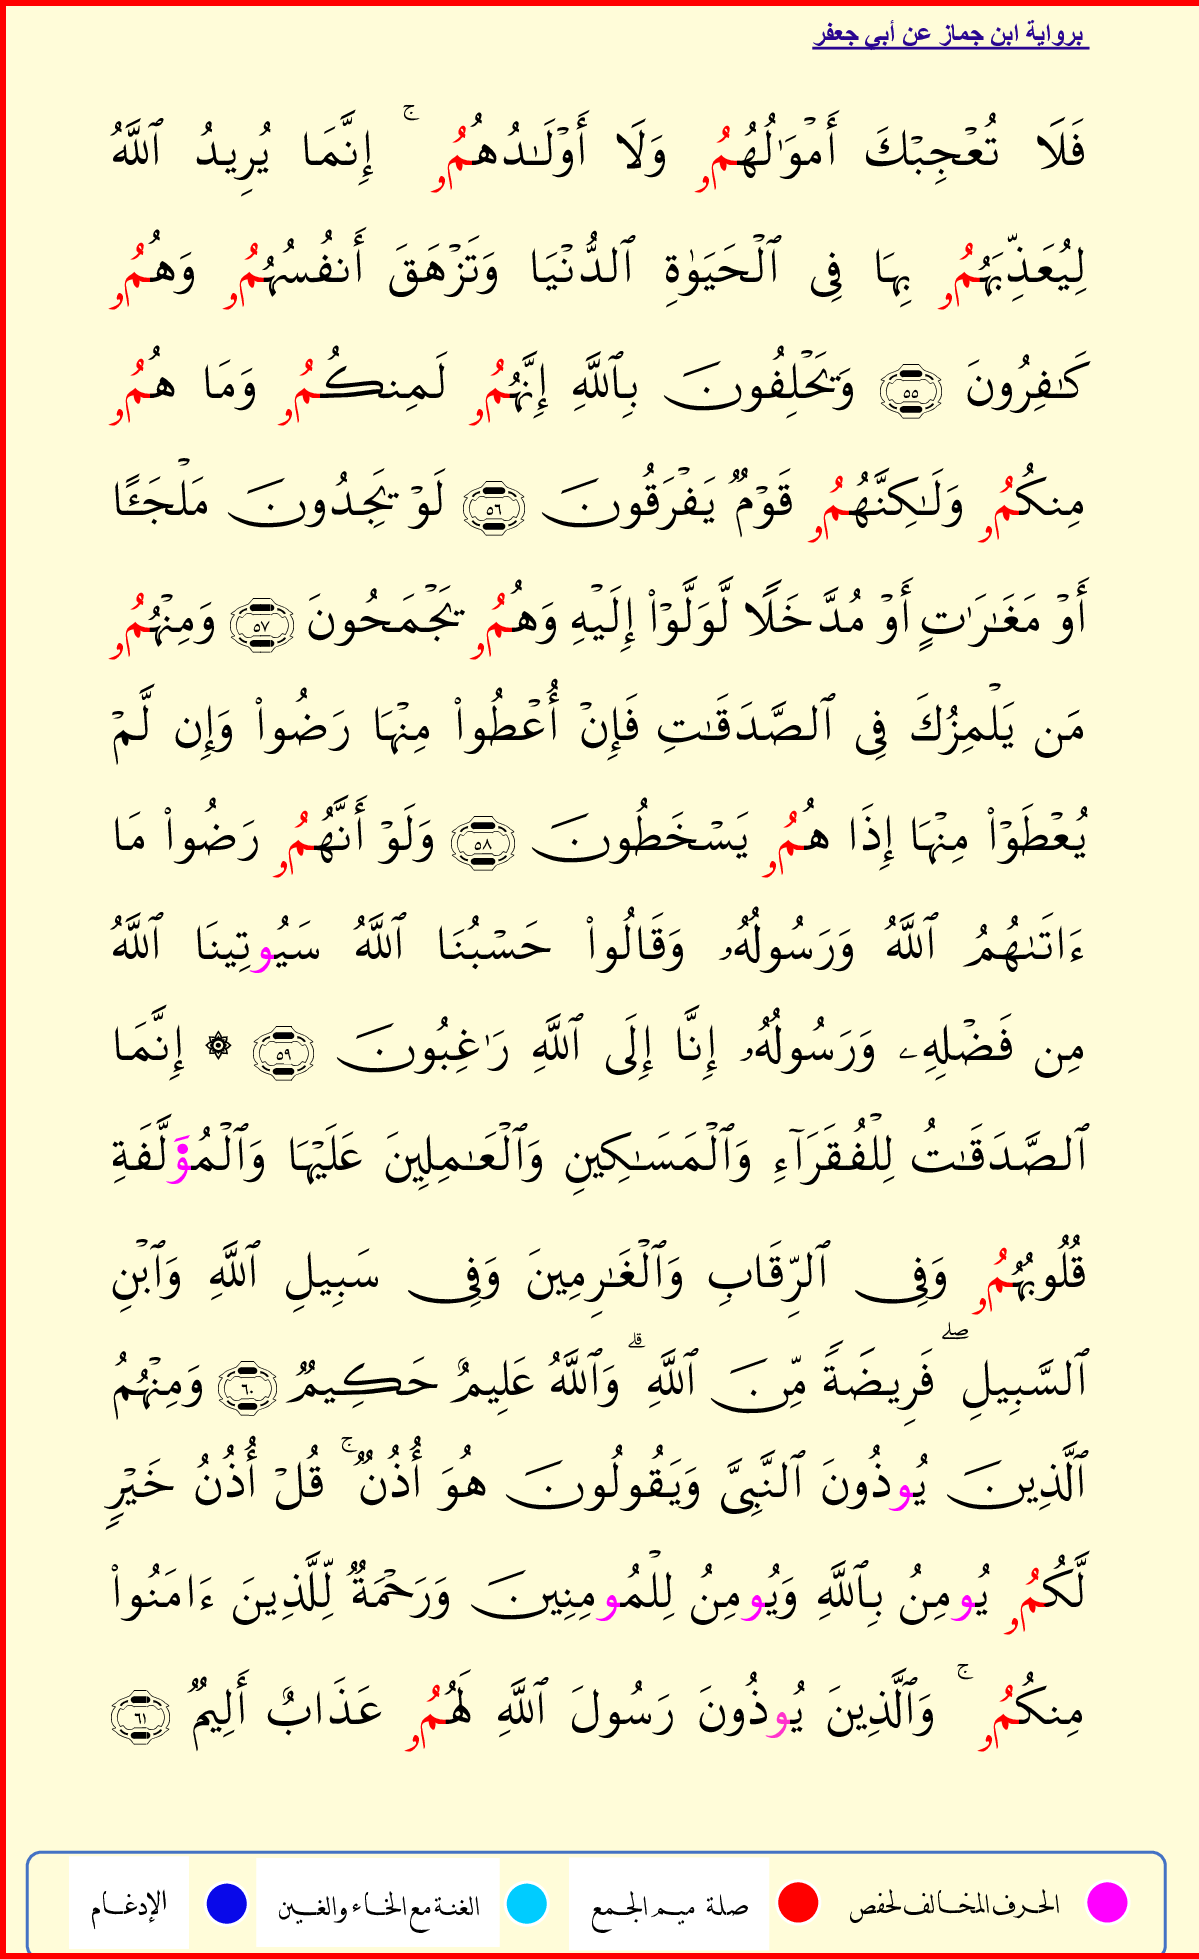 برواية ابن جماز عن أبي جعفر
فَلَا تُعۡجِبۡكَ أَمۡوَٰلُهُمُۥ وَلَا أَوۡلَٰدُهُمُۥ ۚ إِنَّمَا يُرِيدُ ٱللَّهُ
لِيُعَذِّبَهُمُۥ بِهَا فِى ٱلۡحَيَوٰةِ ٱلدُّنۡيَا وَتَزۡهَقَ أَنفُسُهُمُۥ وَهُمُۥ
كَٰفِرُونَ ٥٥ وَيَحۡلِفُونَ بِٱللَّهِ إِنَّهُمُۥ لَمِنكُمُۥ وَمَا هُمُۥ
مِنكُمُۥ وَلَٰكِنَّهُمُۥ قَوۡمٌ يَفۡرَقُونَ ٥٦ لَوۡ يَجِدُونَ مَلۡجَـًٔا
أَوۡ مَغَٰرَٰتٍ أَوۡ مُدَّخَلًا لَّوَلَّوۡاْ إِلَيۡهِ وَهُمُۥ يَجۡمَحُونَ ٥٧ وَمِنۡهُمُۥ
مَن يَلۡمِزُكَ فِى ٱلصَّدَقَٰتِ فَإِنۡ أُعۡطُواْ مِنۡهَا رَضُواْ وَإِن لَّمۡ
يُعۡطَوۡاْ مِنۡهَا إِذَا هُمُۥ يَسۡخَطُونَ ٥٨ وَلَوۡ أَنَّهُمُۥ رَضُواْ مَا
ءَاتَىٰهُمُ ٱللَّهُ وَرَسُولُهُۥ وَقَالُواْ حَسۡبُنَا ٱللَّهُ سَيُوتِينَا ٱللَّهُ
مِن فَضۡلِهِۦ وَرَسُولُهُۥ إِنَّا إِلَى ٱللَّهِ رَٰغِبُونَ ٥٩ ۞ إِنَّمَا
ٱلصَّدَقَٰتُ لِلۡفُقَرَآءِ وَٱلۡمَسَٰكِينِ وَٱلۡعَٰمِلِينَ عَلَيۡهَا وَٱلۡمُوَ۬لَّفَةِ
قُلُوبُهُمُۥ وَفِى ٱلرِّقَابِ وَٱلۡغَٰرِمِينَ وَفِى سَبِيلِ ٱللَّهِ وَٱبۡنِ
ٱلسَّبِيلِ ۖ فَرِيضَةً مِّنَ ٱللَّهِ ۗ وَٱللَّهُ عَلِيمٌ حَكِيمٌ ٦٠ وَمِنۡهُمُ
ٱلَّذِينَ يُوذُونَ ٱلنَّبِىَّ وَيَقُولُونَ هُوَ أُذُنٌ ۚ قُلۡ أُذُنُ خَيۡرٍ
لَّكُمُۥ يُومِنُ بِٱللَّهِ وَيُومِنُ لِلۡمُومِنِينَ وَرَحۡمَةٌ لِّلَّذِينَ ءَامَنُواْ
مِنكُمُۥ ۚ وَٱلَّذِينَ يُوذُونَ رَسُولَ ٱللَّهِ لَهُمُۥ عَذَابٌ أَلِيمٌ ٦١
الحرف المخالف لحفص صلة ميم الجمع الغنة مع الخاء والغين الإدغام